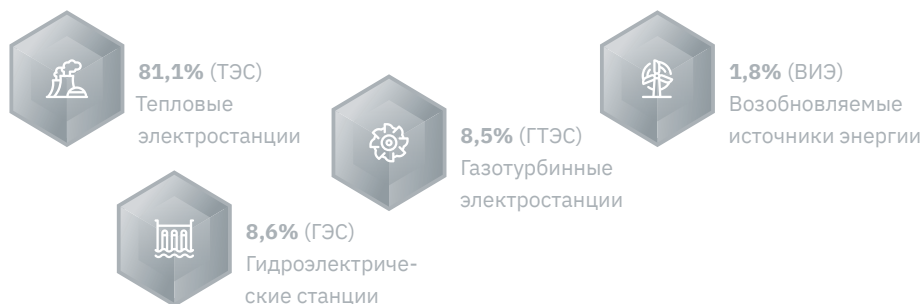 81,1% (ТЭС)
Тепловые
электростанции
8,6% (ГЭС)
Гидроэлектриче-
ские станции
8,5% (ГТЭС)
Газотурбинные
электростанции
1,8% (ВИЭ)
Возобновляемые
источники энергии